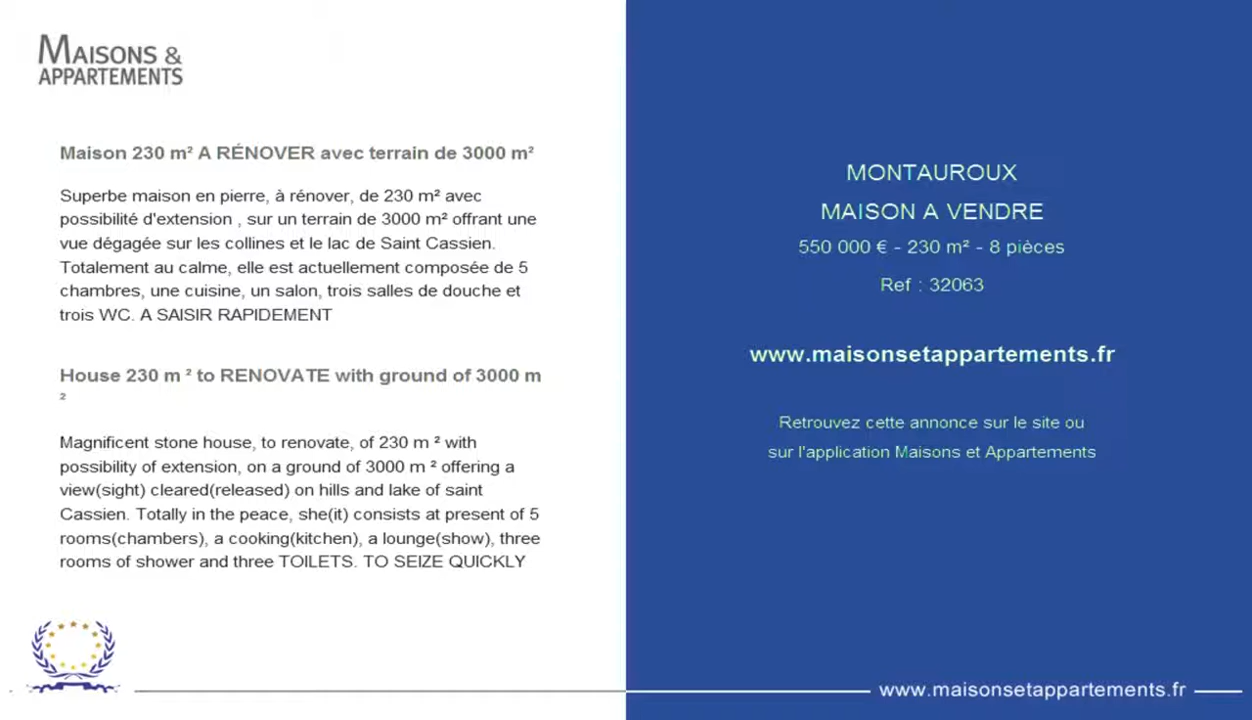 MAISONS &
APPARTEMENTS
Maison 230 m² A RÉNOVER avec terrain de 3000 m²
Superbe maison en pierre, à rénover, de 230 m² avec
possibilité d'extension , sur un terrain de 3000 m² offrant une
vue dégagée sur les collines et le lac de Saint Cassien.
Totalement au calme, elle est actuellement composée de 5
chambres, une cuisine, un salon, trois salles de douche et
trois WC. A SAISIR RAPIDEMENT
House 230 m ² to RENOVATE with ground of 3000 m
²
Magnificent stone house, to renovate, of 230 m ² with
possibility of extension, on a ground of 3000 m ² offering a
view(sight) cleared(released) on hills and lake of saint
Cassien. Totally in the peace, she(it) consists at present of 5
rooms(chambers), a cooking(kitchen), a lounge(show), three
rooms of shower and three TOILETS. TO SEIZE QUICKLY
MONTAUROUX
MAISON A VENDRE
550 000 € - 230 m² - 8 pièces
Ref : 32063
www.maisonsetappartements.fr
Retrouvez cette annonce sur le site ou
sur l'application Maisons et Appartements
www.maisonsetappartements.fr